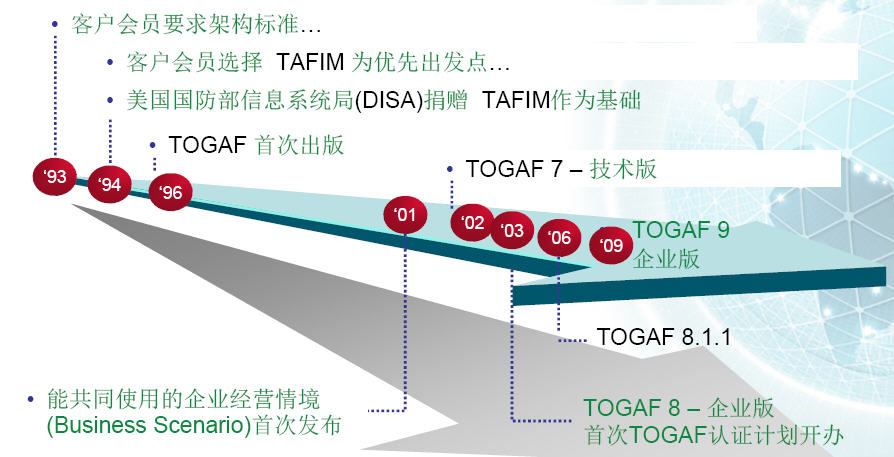 • 客户会员要求架构标准…
• 客户会员选择 TAFIM 为优先出发点…
• 美国国防部信息系统局(DISA)捐赠 TAFIM作为基础
• TOGAF 首次出版
• TOGAF 7 – 技术版
‘93
‘94
‘96
‘01
‘02
‘03
‘06
‘09
TOGAF 9
企业版
TOGAF 8.1.1
• 能共同使用的企业经营情境
(Business Scenario)首次发布
TOGAF 8 – 企业版
首次TOGAF认证计划开办